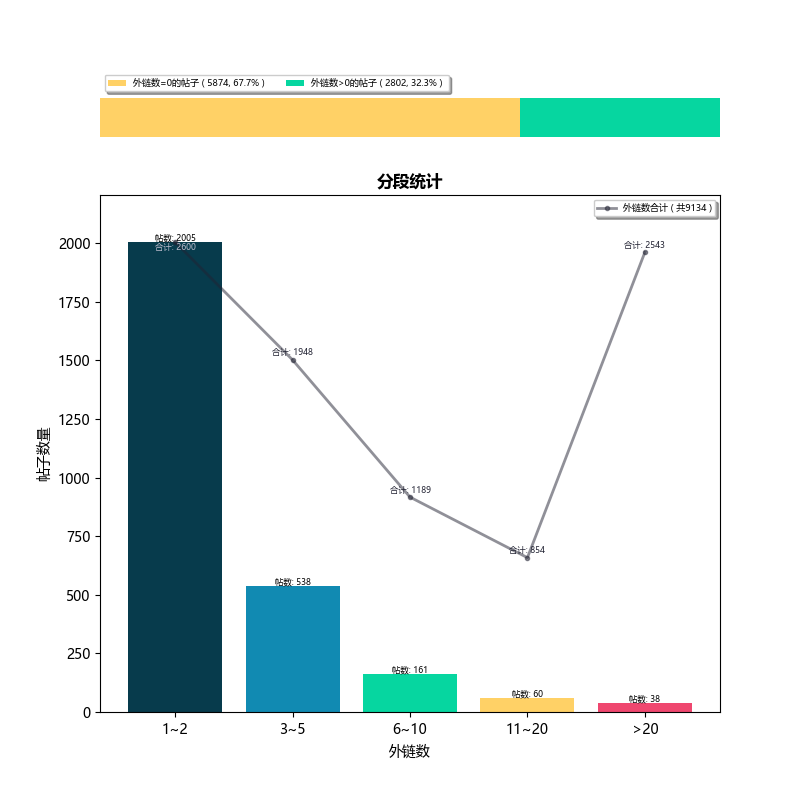 外链数=0的帖子 ( 5874, 67.7% ) 外链数>0的帖子 ( 2802, 32.3% )
分段统计
外链数合计 ( 共9134 )
帖子数量
2000
1750
1500
1250
1000
750
500
250
0
帖数: 2005
合计: 2600
合计: 1948
合计: 1189
合计: 854
合计: 2543
帖数: 538
帖数: 161
帖数: 60
帖数: 38
1~2 3~5 6~10 11~20 >20
外链数